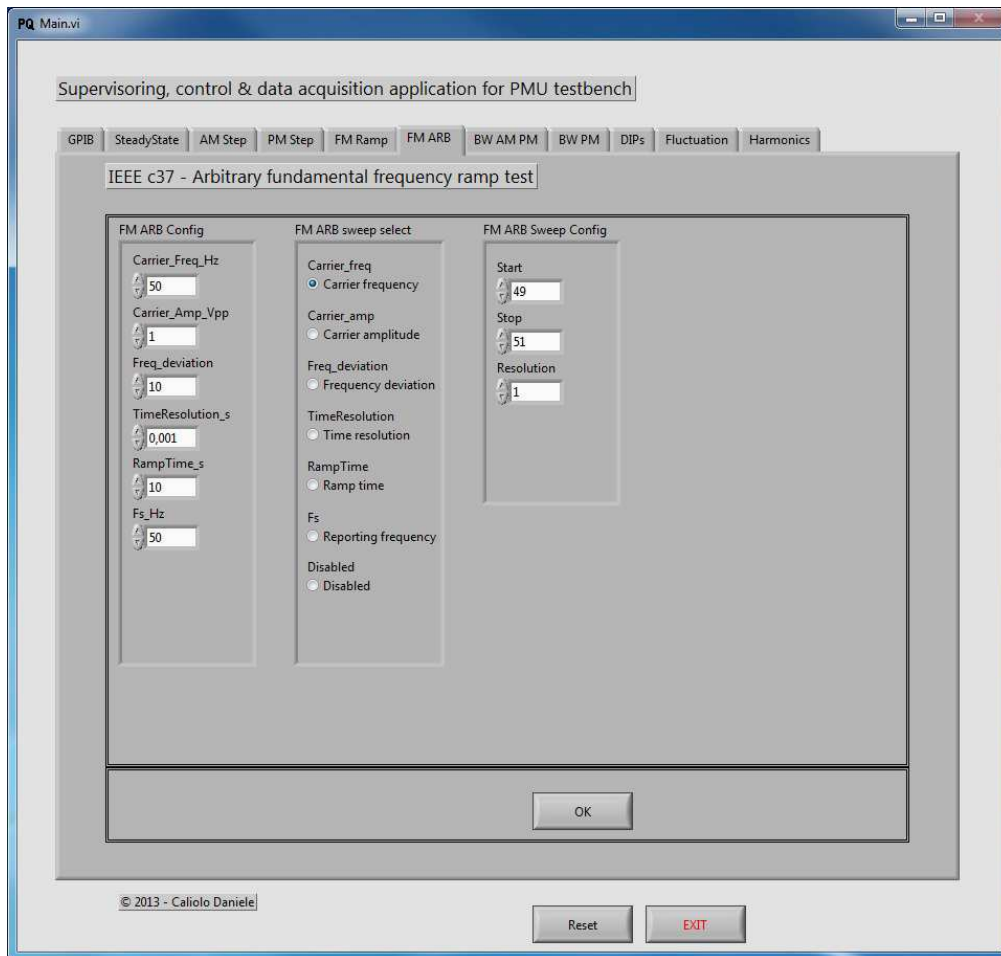 PQ Main.vi
Supervisoring, control & data acquisition application for PMU testbench
GPIB SteadyState AM Step PM Step FM Ramp FM ARB BW AM PM BW PM DIPs Fluctuation Harmonics
IEEE c37 - Arbitrary fundamental frequency ramp test
FM ARB Config
Carrier_Freq_Hz
50
Carrier_Amp_Vpp
1
Freq_deviation
10
TimeResolution_s
0,001
RampTime_s
10
Fs_Hz
50
FM ARB sweep select
Carrier_freq
Carrier frequency
Carrier_amp
Carrier amplitude
Freq_deviation
Frequency deviation
TimeResolution
Time resolution
RampTime
Ramp time
Fs
Reporting frequency
Disabled
Disabled
FM ARB Sweep Config
Start
49
Stop
51
Resolution
1
OK
© 2013 - Caliolo Daniele
Reset EXIT